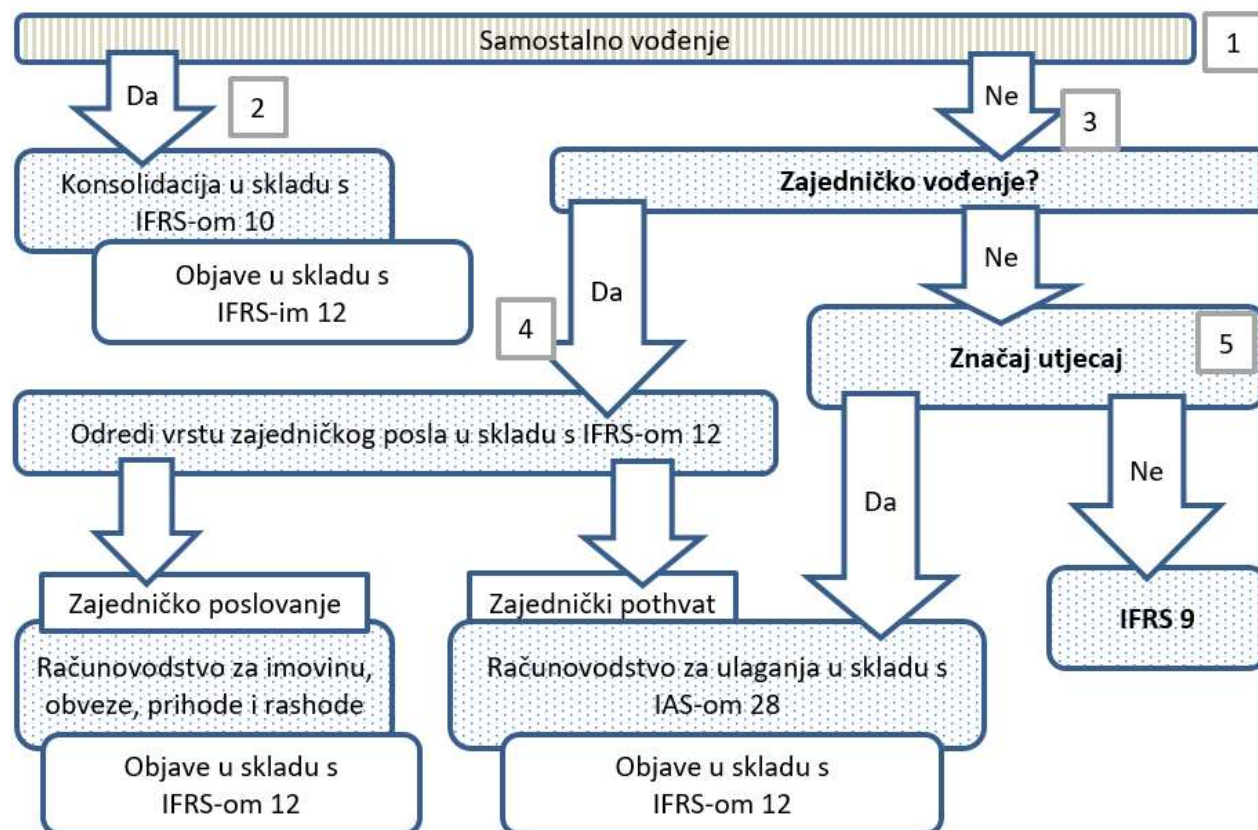 Samostalno vođenje
1
Da
2
Ne
3
Konsolidacija u skladu s
IFRS-om 10
Zajedničko vođenje?
Objave u skladu s
IFRS-im 12
Da
Ne
4
Značaj utjecaj
5
Odredi vrstu zajedničkog posla u skladu s IFRS-om 12
Da
Ne
Zajedničko poslovanje
Zajednički pothvat
IFRS 9
Računovodstvo za imovinu,
obveze, prihode i rashode
Računovodstvo za ulaganja u skladu s
IAS-om 28
Objave u skladu s
IFRS-om 12
Objave u skladu s
IFRS-om 12